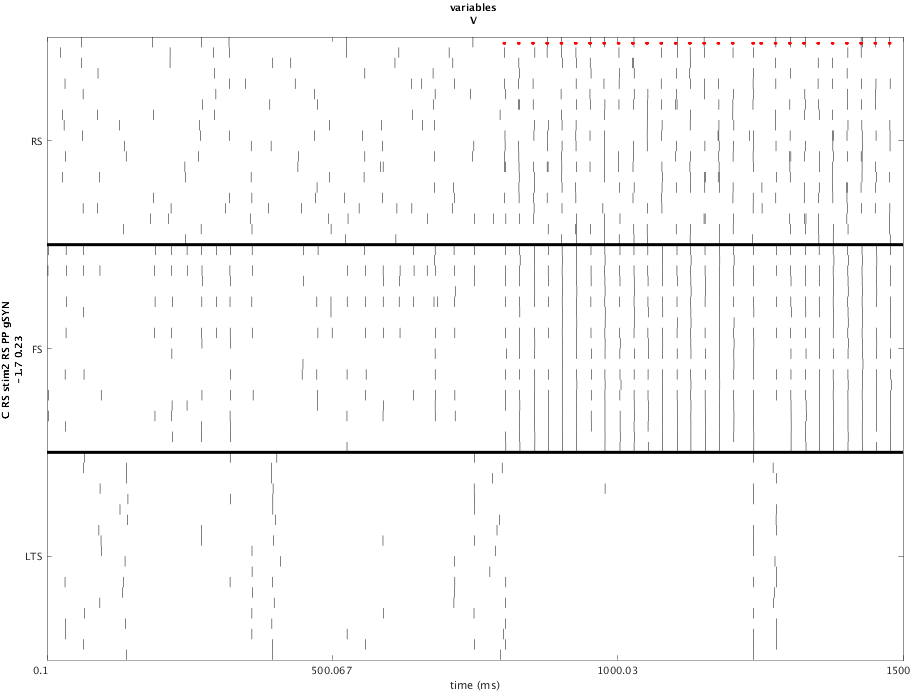 variables
V
RS
FS
LTS
C RS stim2 RS PP gSYN
-1.7 0.23
0.1
500.067
1000.03
1500
time (ms)